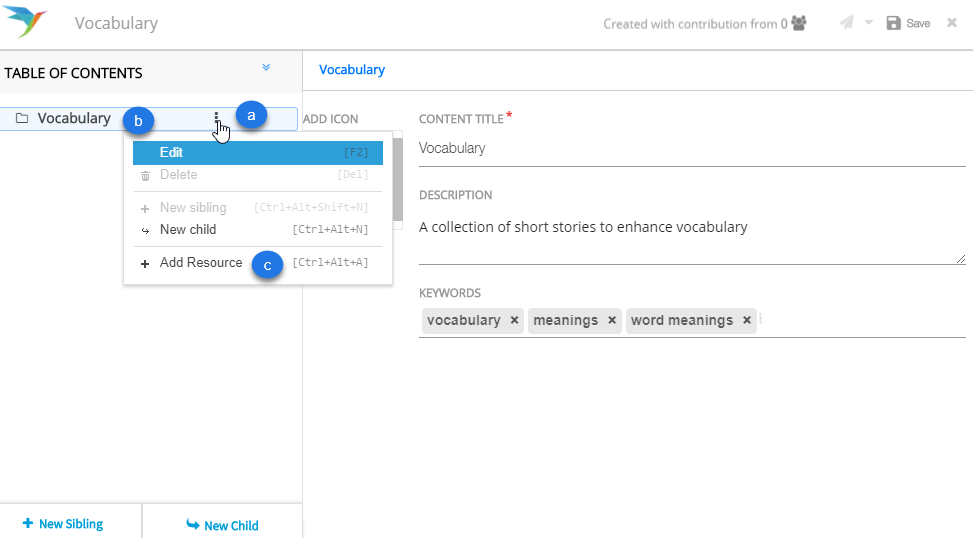 Vocabulary
Created with contribution from 0
Save
TABLE OF CONTENTS
Vocabulary
Vocabulary
b
a
ADD ICON
CONTENT TITLE*
Vocabulary
Edit [F2]
Delete [Del]
New sibling [Ctrl+Alt+Shift+N]
New child [Ctrl+Alt+N]
Add Resource c [Ctrl+Alt+A]
DESCRIPTION
A collection of short stories to enhance vocabulary
KEYWORDS
vocabulary × meanings × word meanings ×
New Sibling
New Child